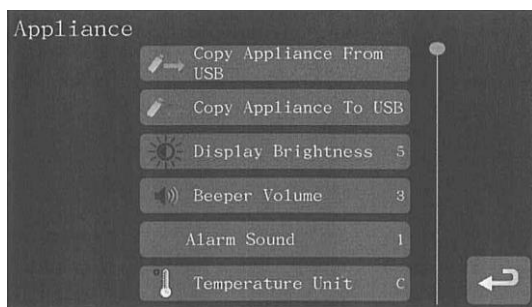 Appliance
Copy Appliance From
USB
Copy Appliance To USB
Display Brightness 5
Beeper Volume 3
Alarm Sound 1
Temperature Unit C